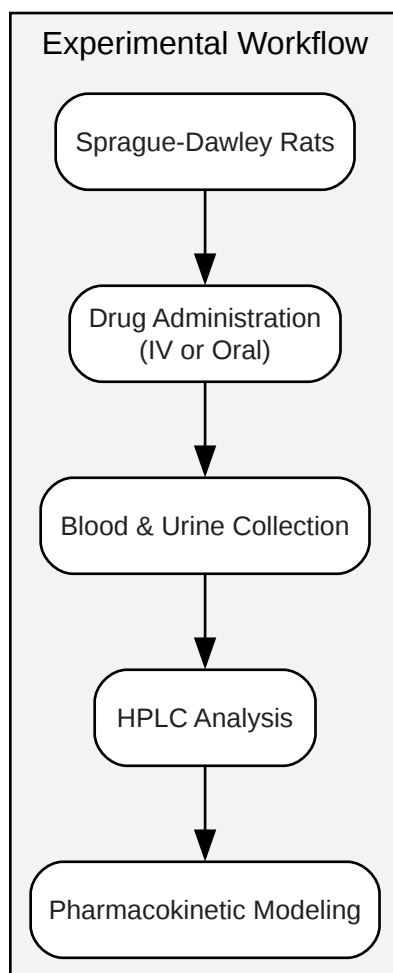 Experimental Workflow
Sprague-Dawley Rats
Drug Administration
(IV or Oral)
Blood & Urine Collection
HPLC Analysis
Pharmacokinetic Modeling